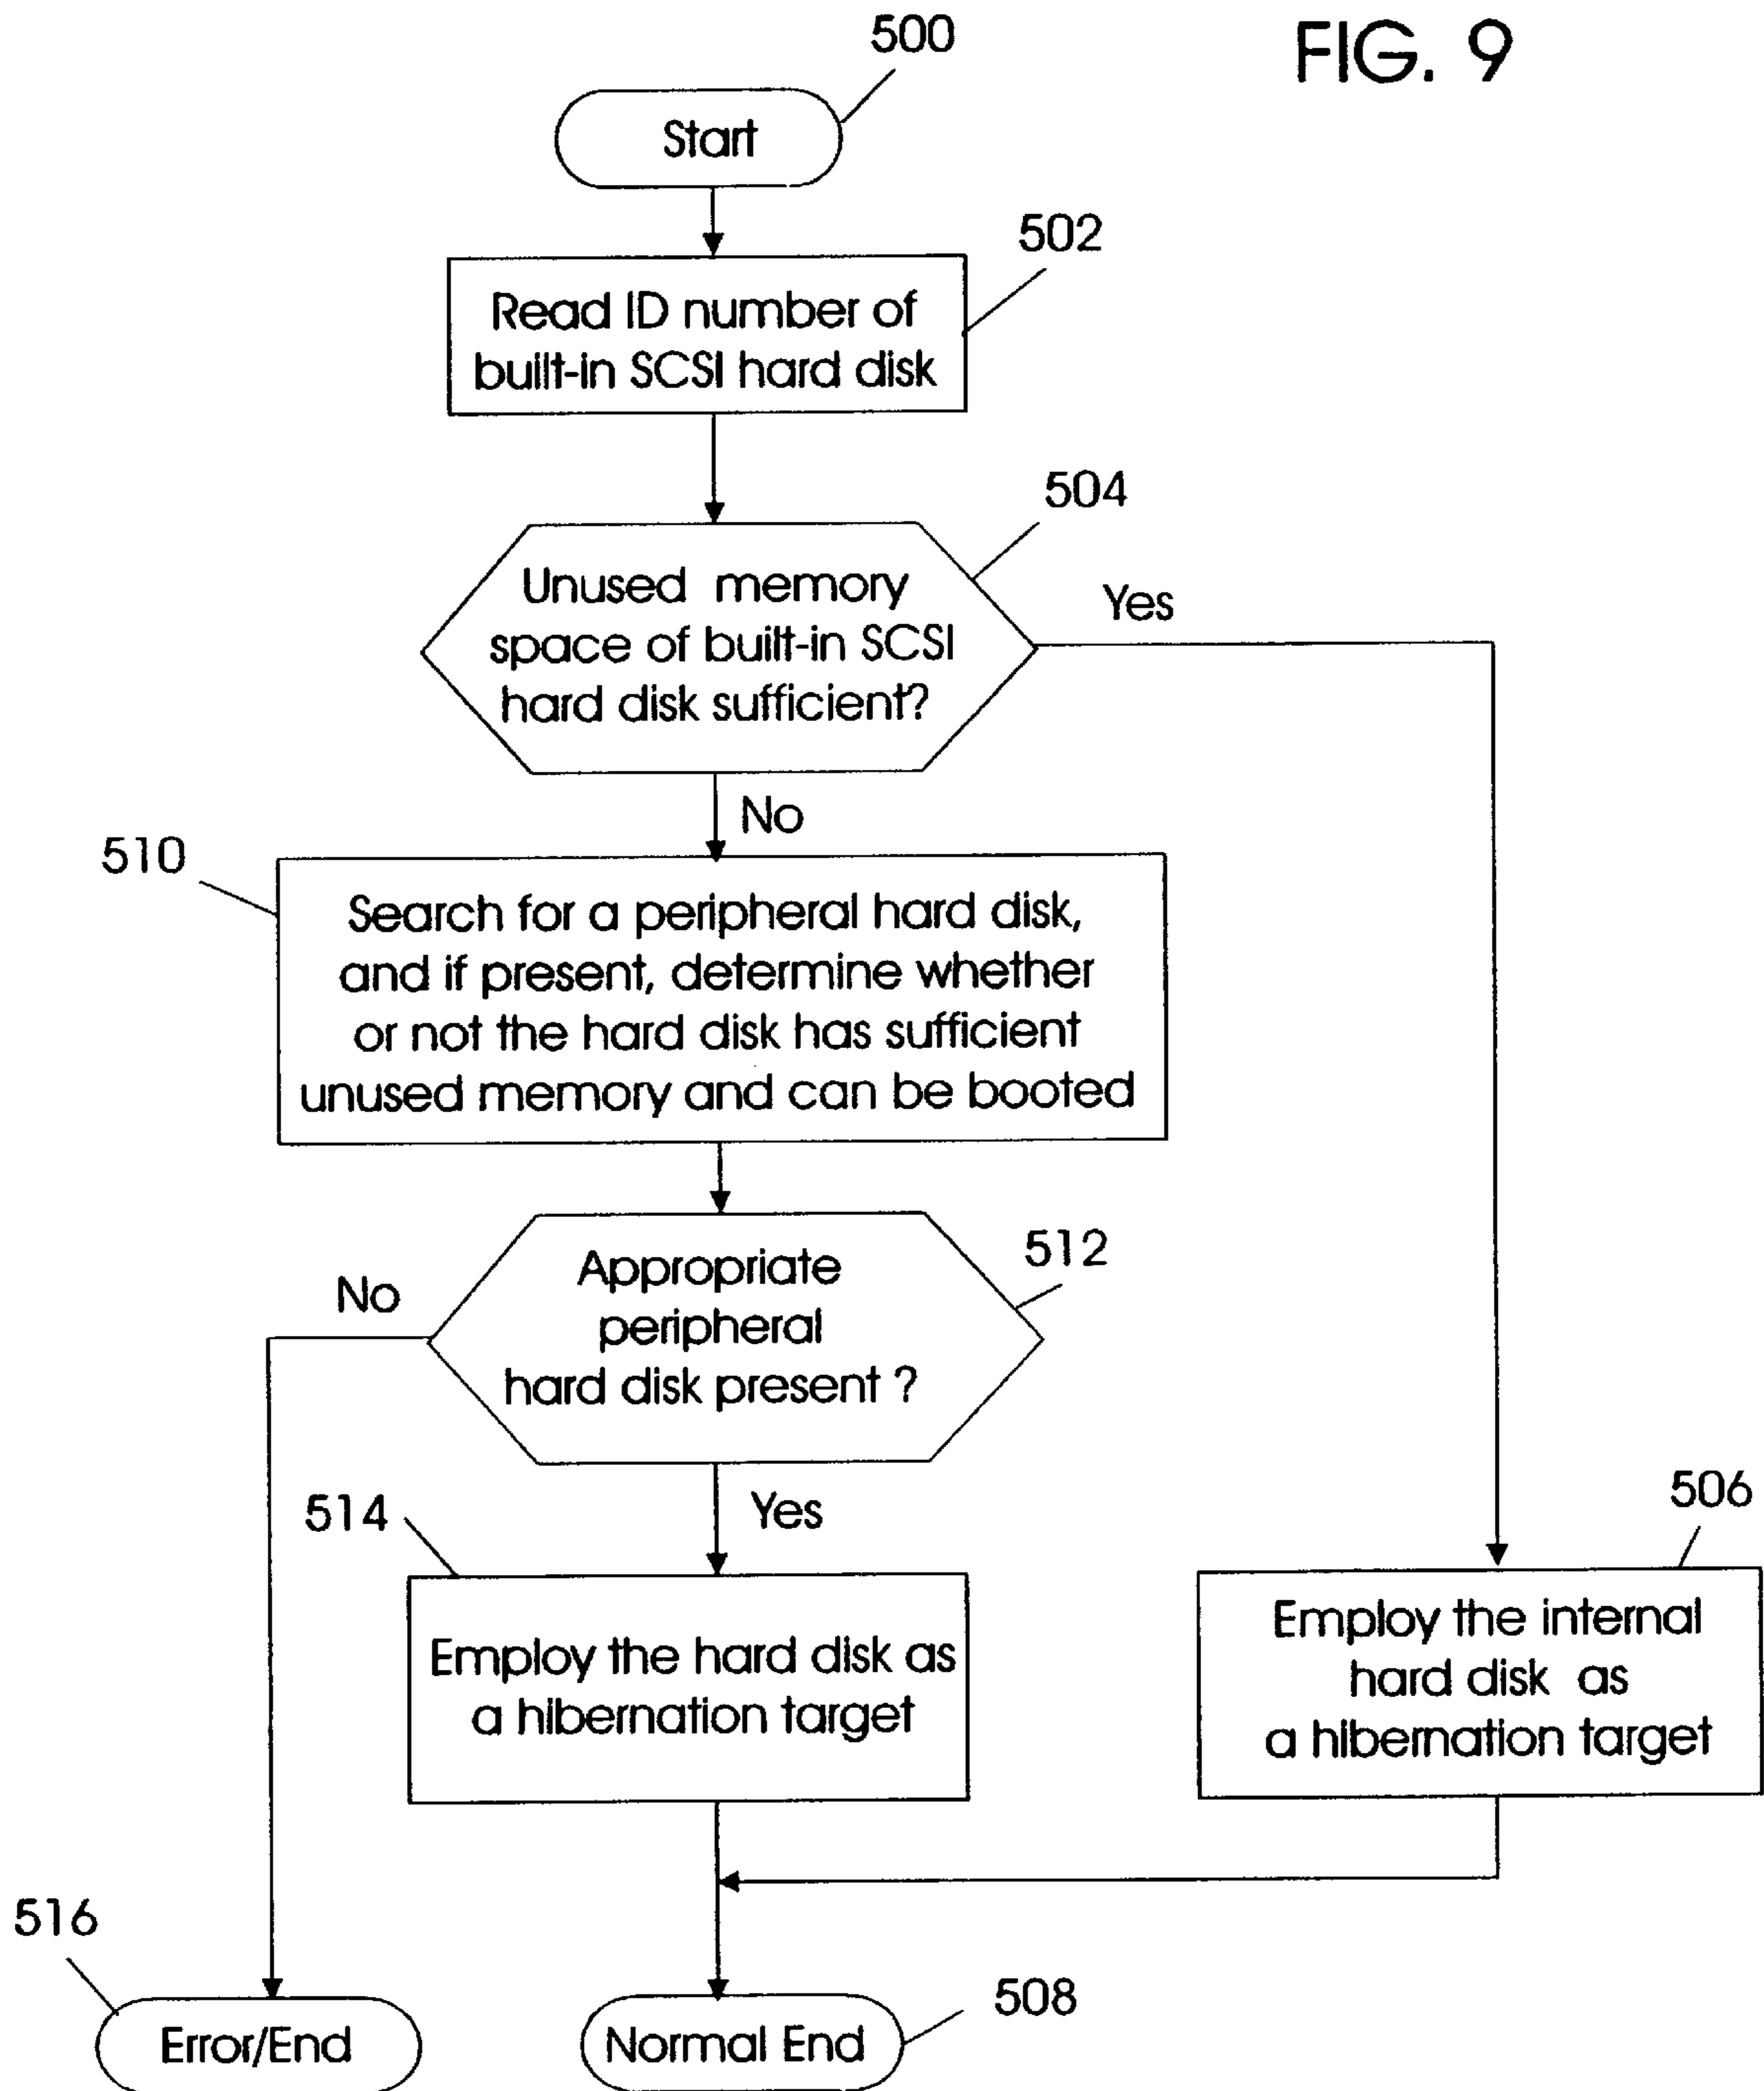 FIG. 9
500
Start
502
Read ID number of
built-in SCSI hard disk
504
Unused memory
space of built-in SCSI
hard disk sufficient?
Yes
No
510
Search for a peripheral hard disk,
and if present, determine whether
or not the hard disk has sufficient
unused memory and can be booted
512
Appropriate
peripheral
hard disk present ?
No
Yes
514
Employ the hard disk as
a hibernation target
506
Employ the internal
hard disk as
a hibernation target
516
Error/End
508
Normal End